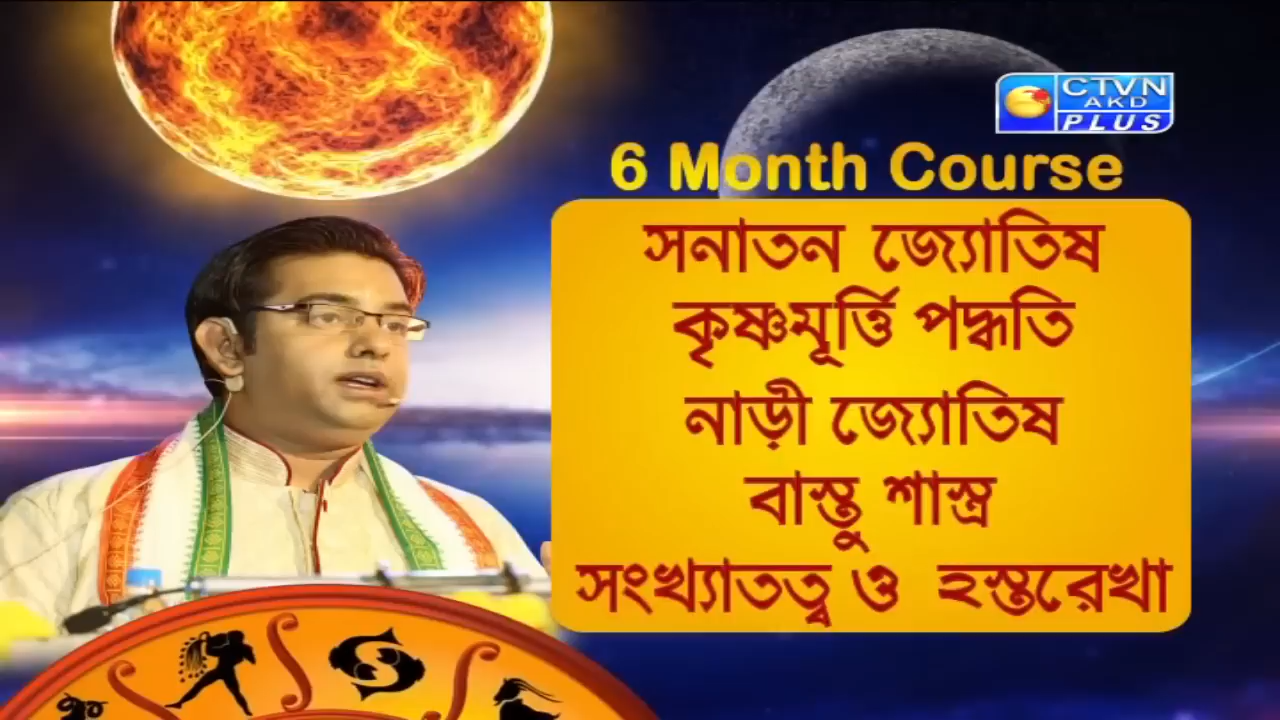 CTVN
AKD
PLUS
6 Month Course
সনাতন জ্যোতিষ
কৃষ্ণমূর্ত্তি পদ্ধতি
নাড়ী জ্যোতিষ
বাস্তু শাস্ত্র
সংখ্যাতত্ব ও হস্তরেখা